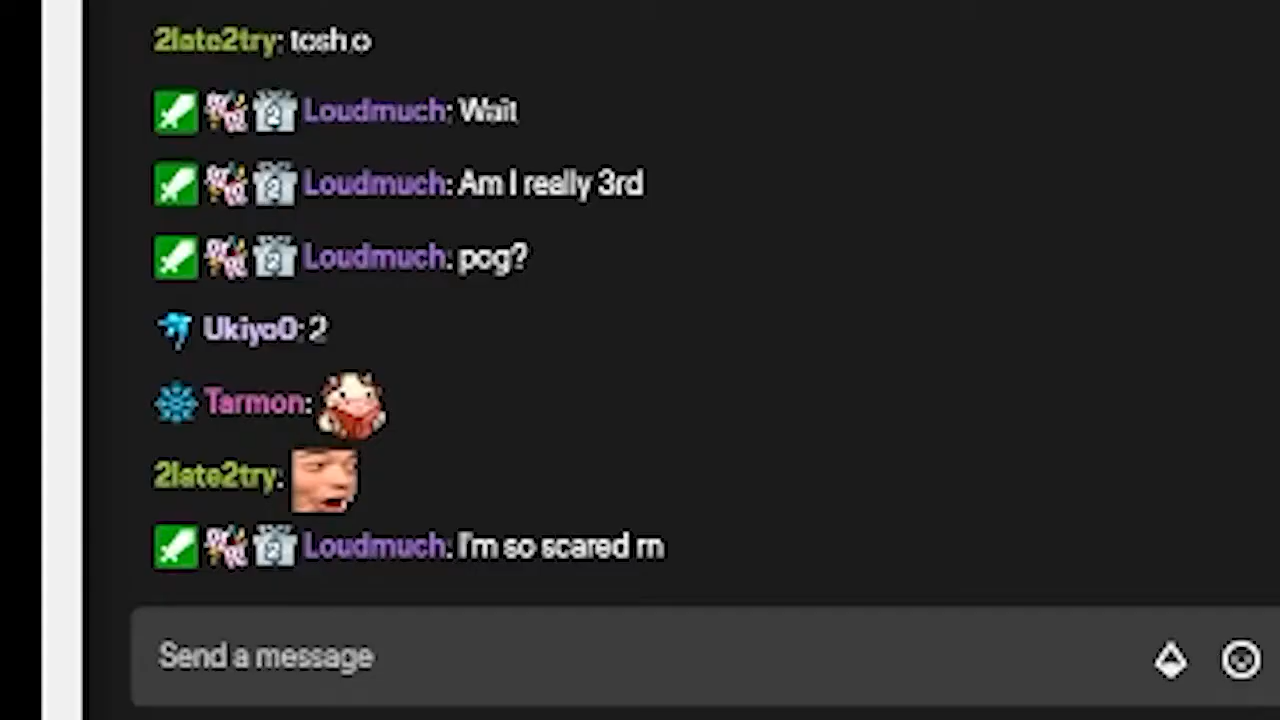 2late2try: tosh.o
Loudmuch: Wait
Loudmuch: Am I really 3rd
Loudmuch: pog?
Ukiyo0: 2
Tarmon:
2late2try:
Loudmuch: I'm so scared rn
Send a message